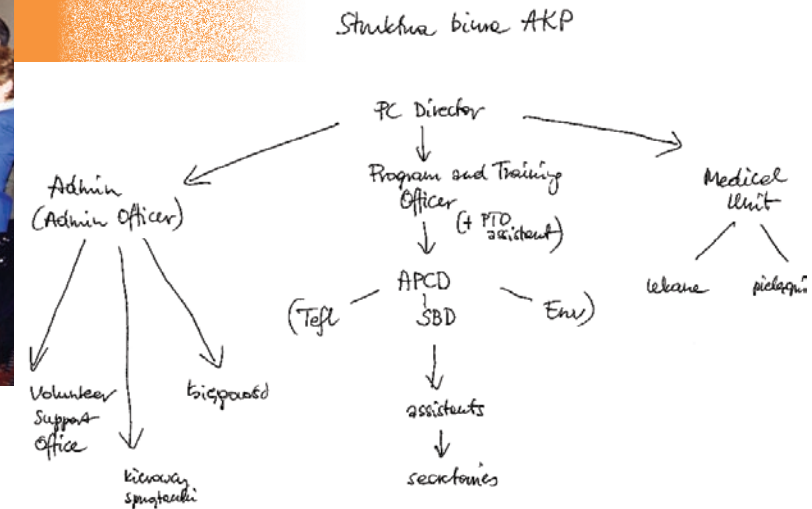 Struktura biura AKP
PC Director
Admin
(Admin Officer)
Program and Training
Officer
(+ PTO
assistant)
Medical
Unit
APCD
(Tefl
SBD
Env)
lekarze
Volunteer
Support
Office
księgowość
kierowcy
sprzątaczki
assistants
secretaries